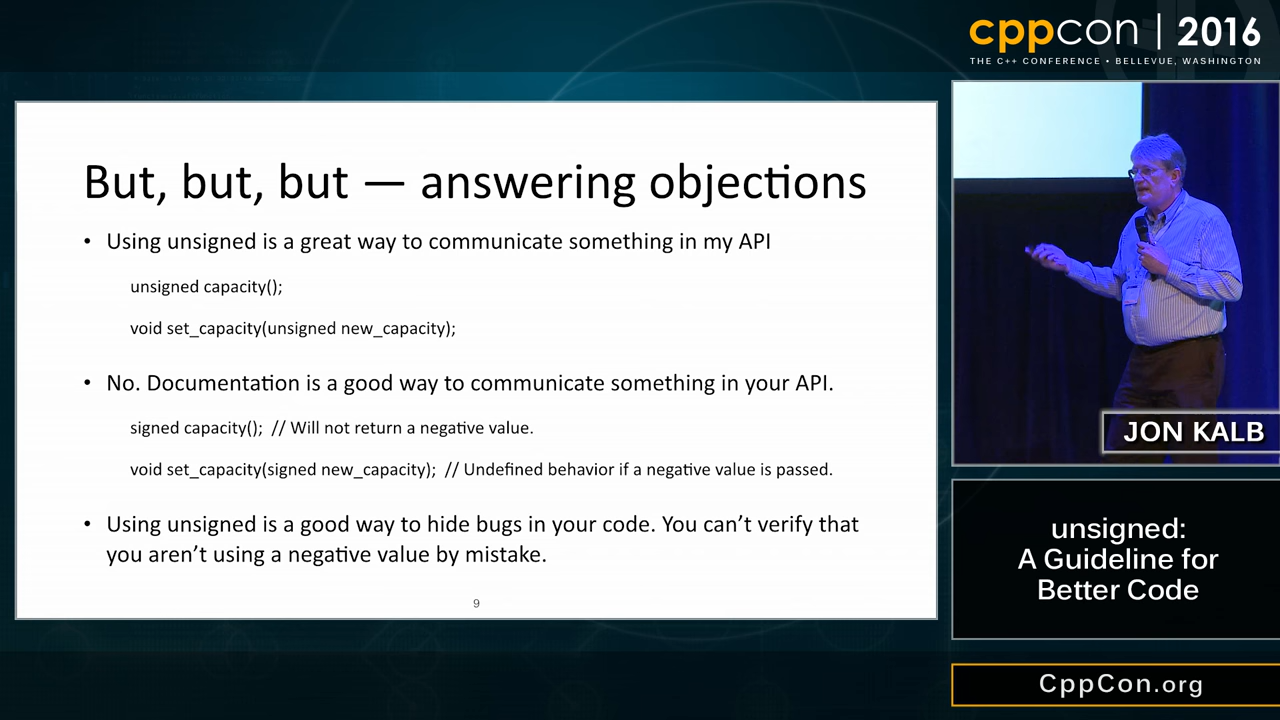 cppcon | 2016
THE C++ CONFERENCE • BELLEVUE, WASHINGTON
But, but, but — answering objections
• Using unsigned is a great way to communicate something in my API
unsigned capacity();
void set_capacity(unsigned new_capacity);
• No. Documentation is a good way to communicate something in your API.
signed capacity(); // Will not return a negative value.
void set_capacity(signed new_capacity); // Undefined behavior if a negative value is passed.
• Using unsigned is a good way to hide bugs in your code. You can’t verify that
you aren’t using a negative value by mistake.
9
JON KALB
unsigned:
A Guideline for
Better Code
CppCon.org